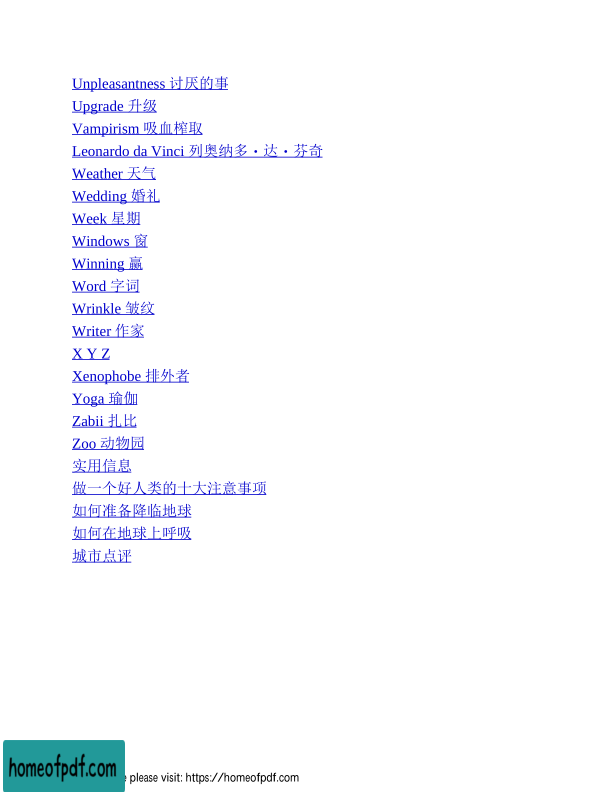 Unpleasantness 讨厌的事
Upgrade 升级
Vampirism 吸血榨取
Leonardo da Vinci 列奥纳多・达・芬奇
Weather 天气
Wedding 婚礼
Week 星期
Windows 窗
Winning 赢
Word 字词
Wrinkle 皱纹
Writer 作家
X Y Z
Xenophobe 排外者
Yoga 瑜伽
Zabii 扎比
Zoo 动物园
实用信息
做一个好人类的十大注意事项
如何准备降临地球
如何在地球上呼吸
城市点评
homeofpdf.com
please visit: https://homeofpdf.com